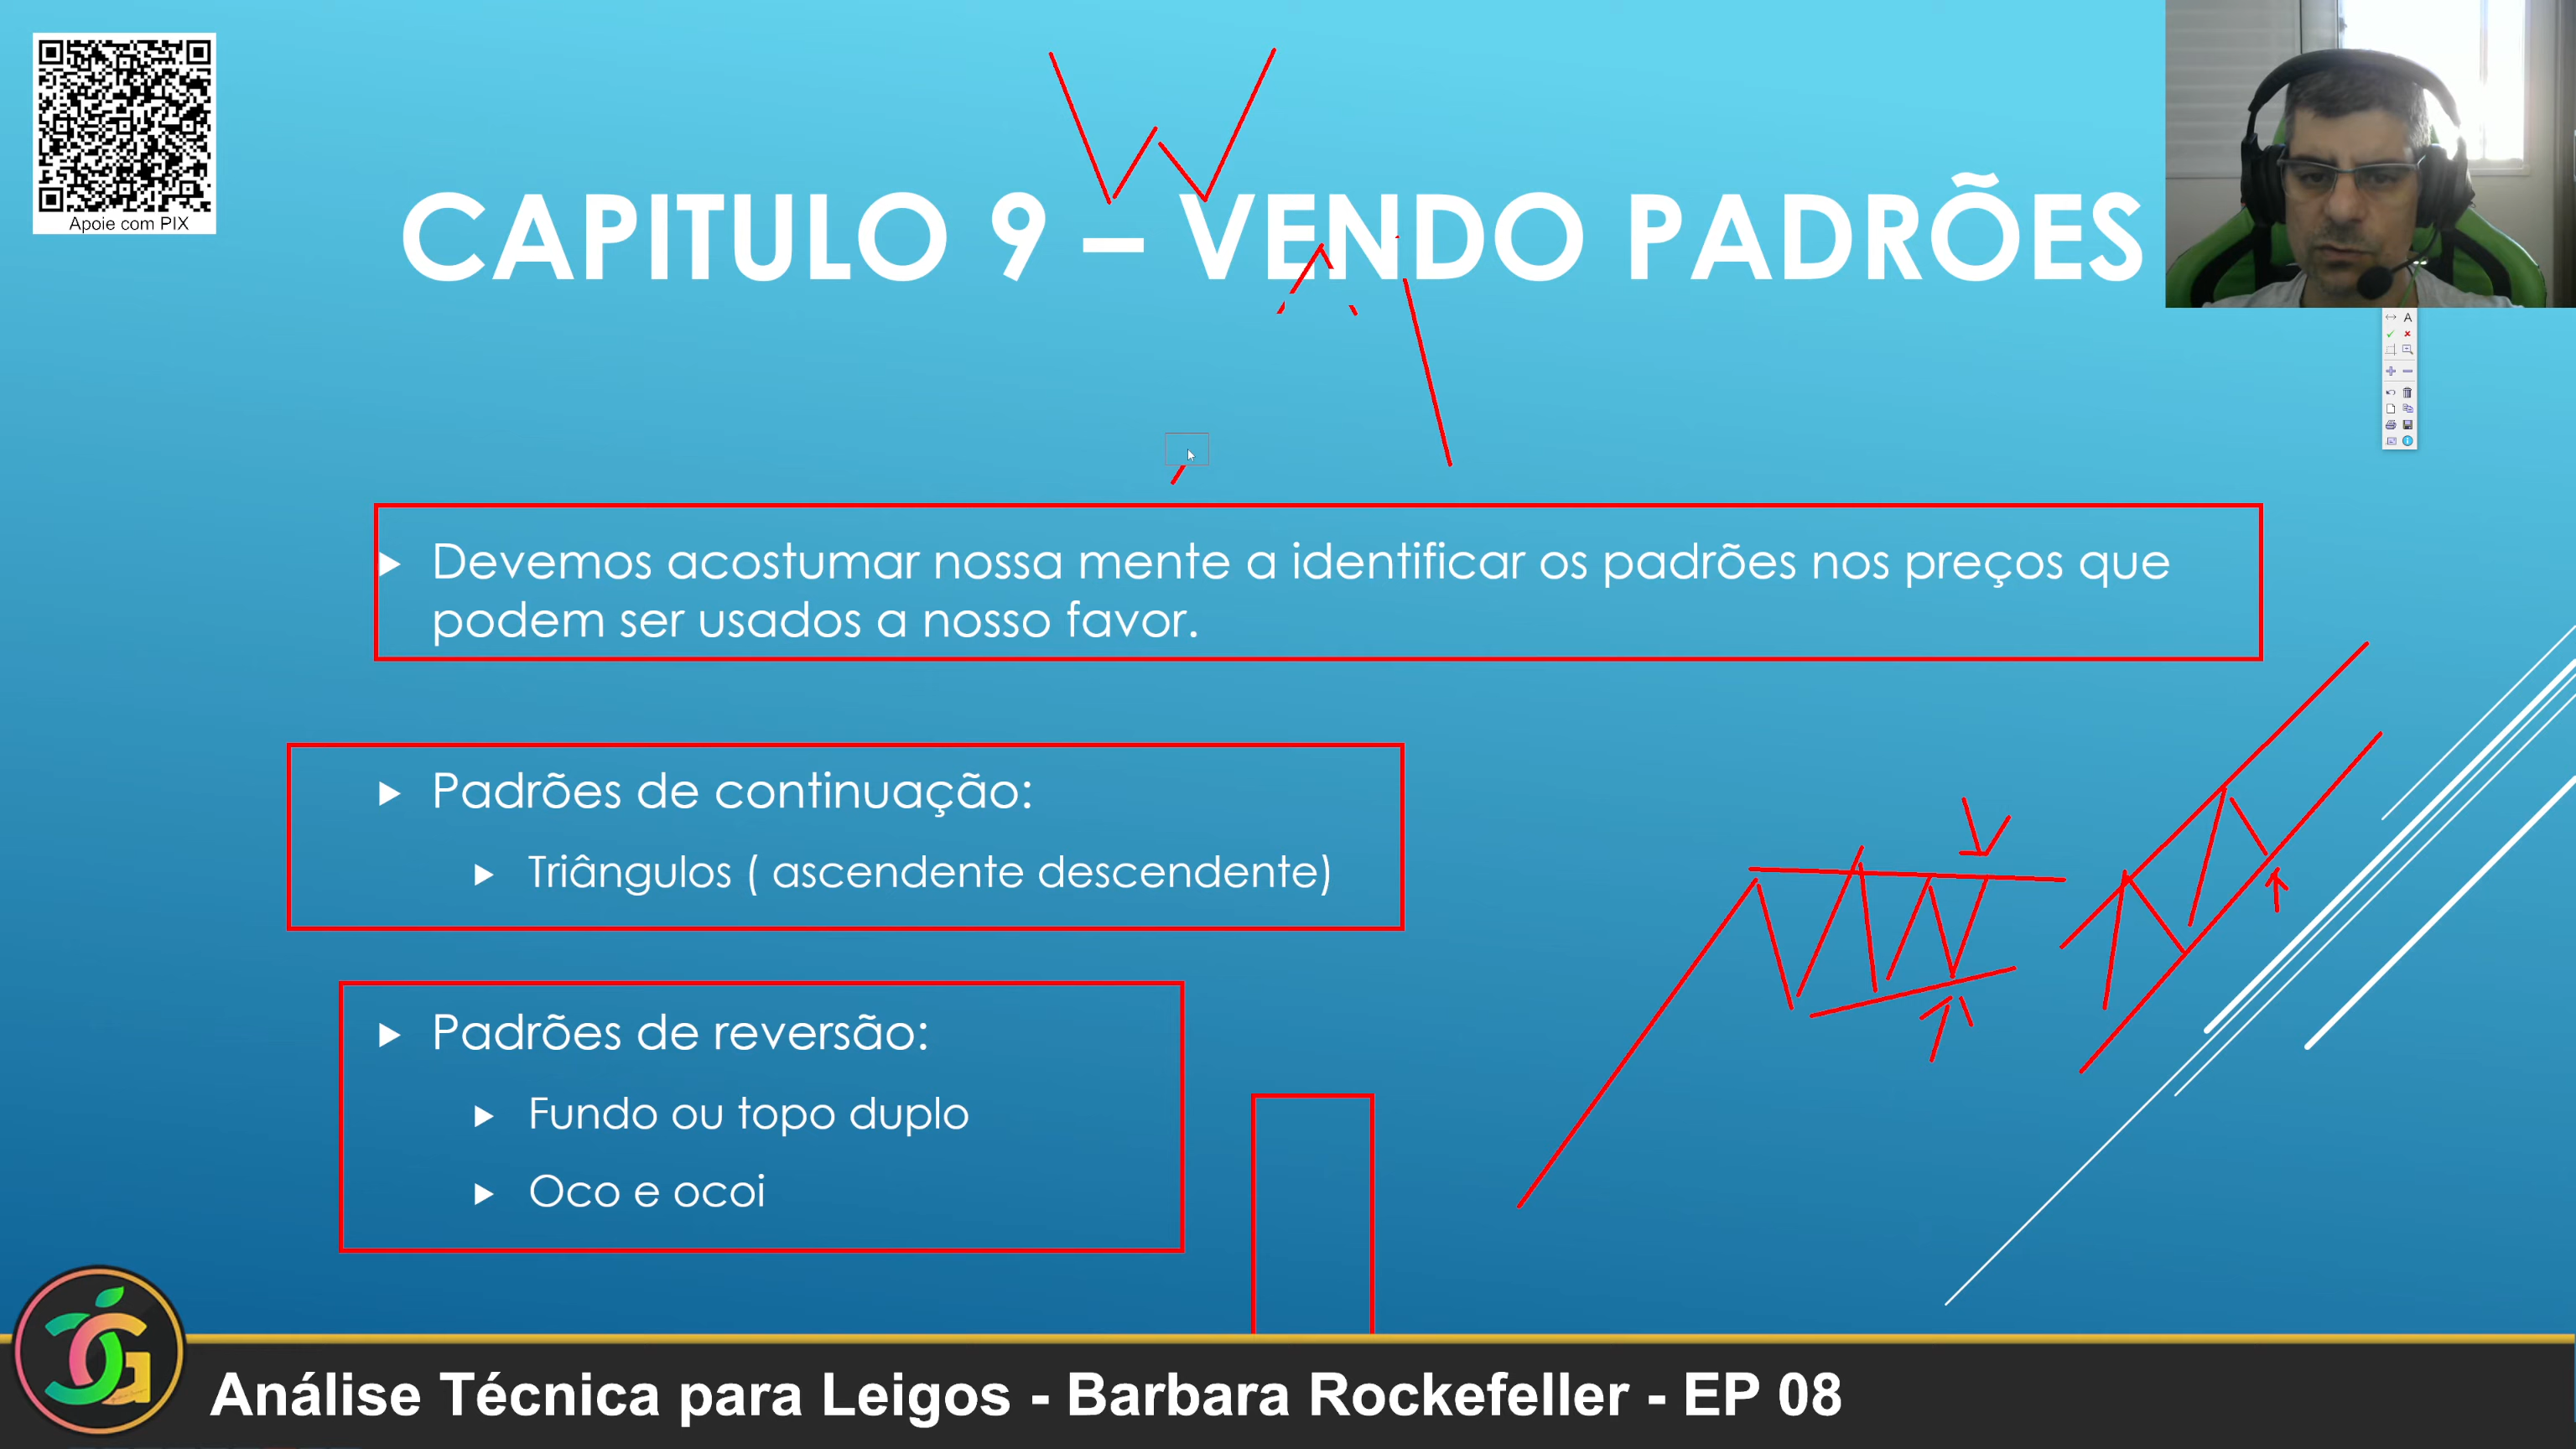 Apoie com PIX
CAPITULO 9 – VENDO PADRÕES
A
Devemos acostumar nossa mente a identificar os padrões nos preços que
podem ser usados a nosso favor.
Padrões de continuação:
Triângulos ( ascendente descendente)
Padrões de reversão:
Fundo ou topo duplo
Oco e ocoi
Análise Técnica para Leigos - Barbara Rockefeller - EP 08